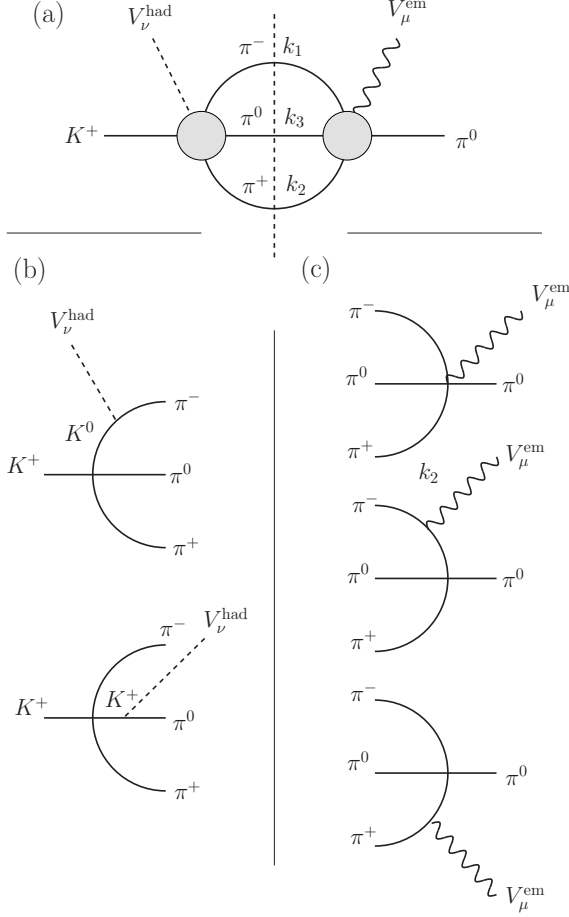 (a)
V_ν^had
V_μ^em
π^− k_1
K^+ π^0 k_3 π^0
π^+ k_2
(b)
V_ν^had
K^0 π^−
K^+ π^0
π^+
V_ν^had
π^−
K^+ K^+ π^0
π^+
(c)
V_μ^em
π^−
π^0 π^0
π^+
k_2 V_μ^em
π^−
π^0 π^0
π^+
π^−
π^0 π^0
π^+
V_μ^em